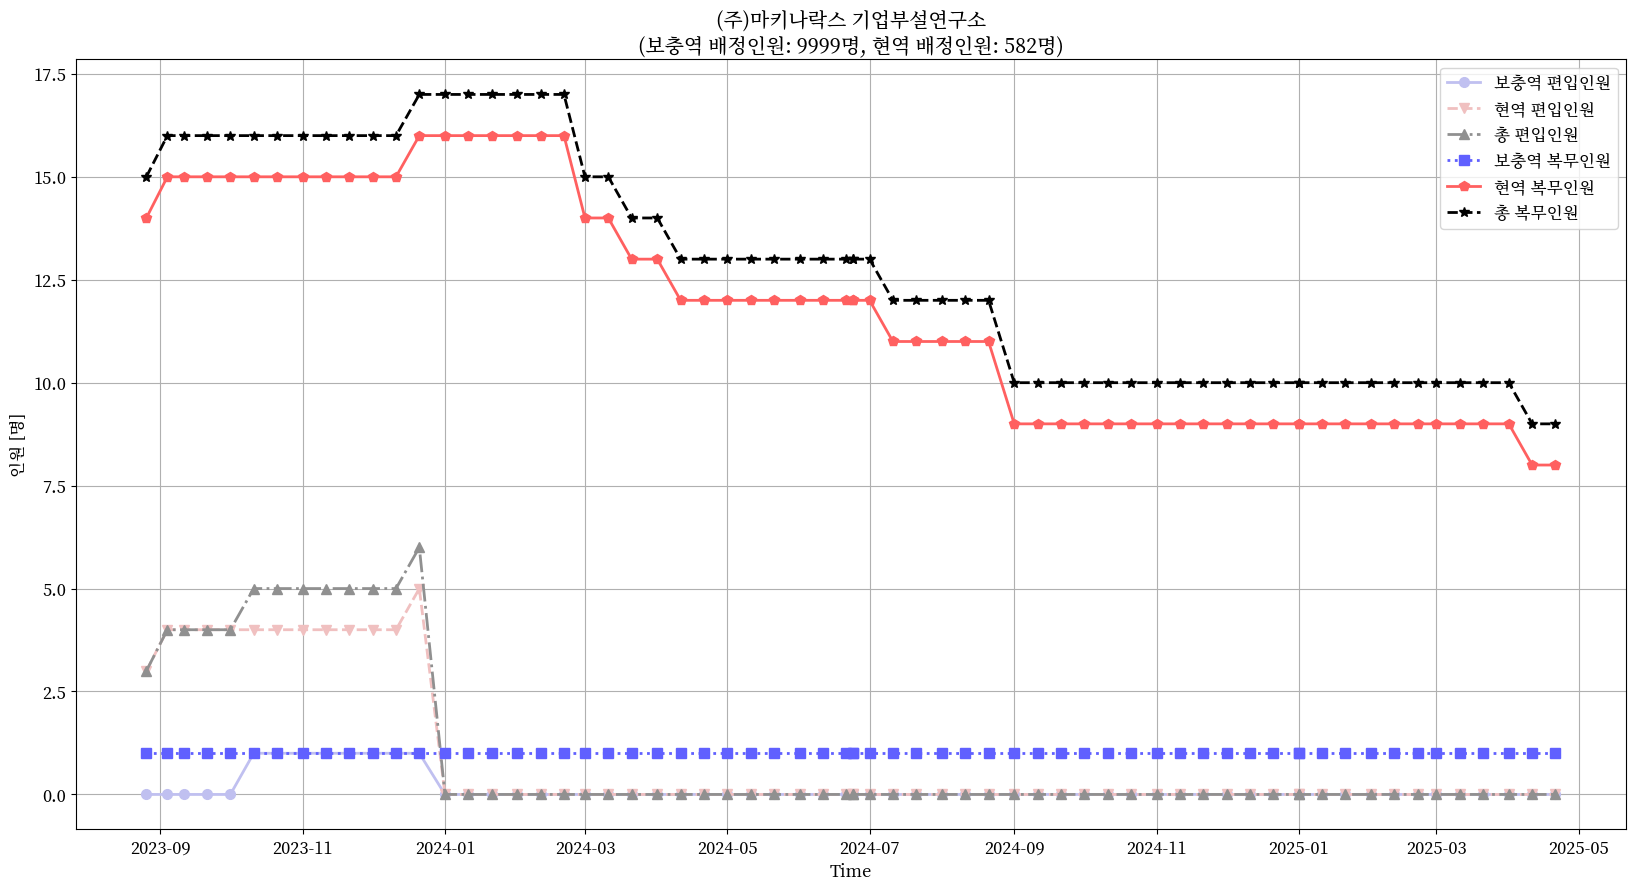 (주)마키나락스 기업부설연구소
(보충역 배정인원: 9999명, 현역 배정인원: 582명)
17.5
15.0
12.5
10.0
7.5
5.0
2.5
0.0
인원 [명]
보충역 편입인원
현역 편입인원
총 편입인원
보충역 복무인원
현역 복무인원
총 복무인원
2023-09
2023-11
2024-01
2024-03
2024-05
2024-07
2024-09
2024-11
2025-01
2025-03
2025-05
Time